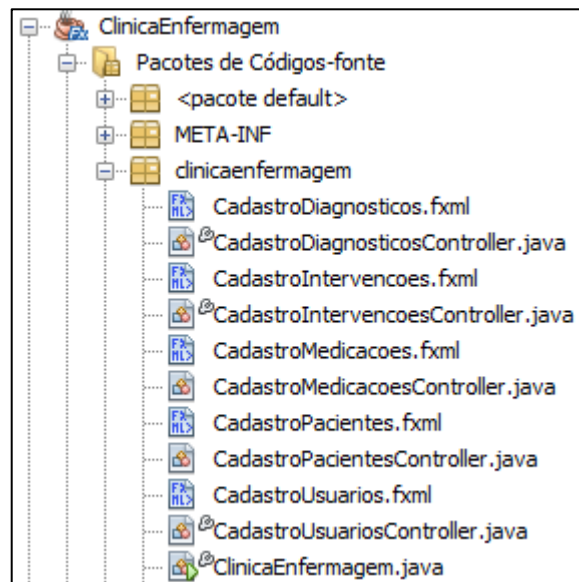 ClinicaEnfermagem
Pacotes de Códigos-fonte
<pacote default>
META-INF
clinicaenfermagem
CadastroDiagnosticos.fxml
CadastroDiagnosticosController.java
CadastroIntervencoes.fxml
CadastroIntervencoesController.java
CadastroMedicacoes.fxml
CadastroMedicacoesController.java
CadastroPacientes.fxml
CadastroPacientesController.java
CadastroUsuarios.fxml
CadastroUsuariosController.java
ClinicaEnfermagem.java